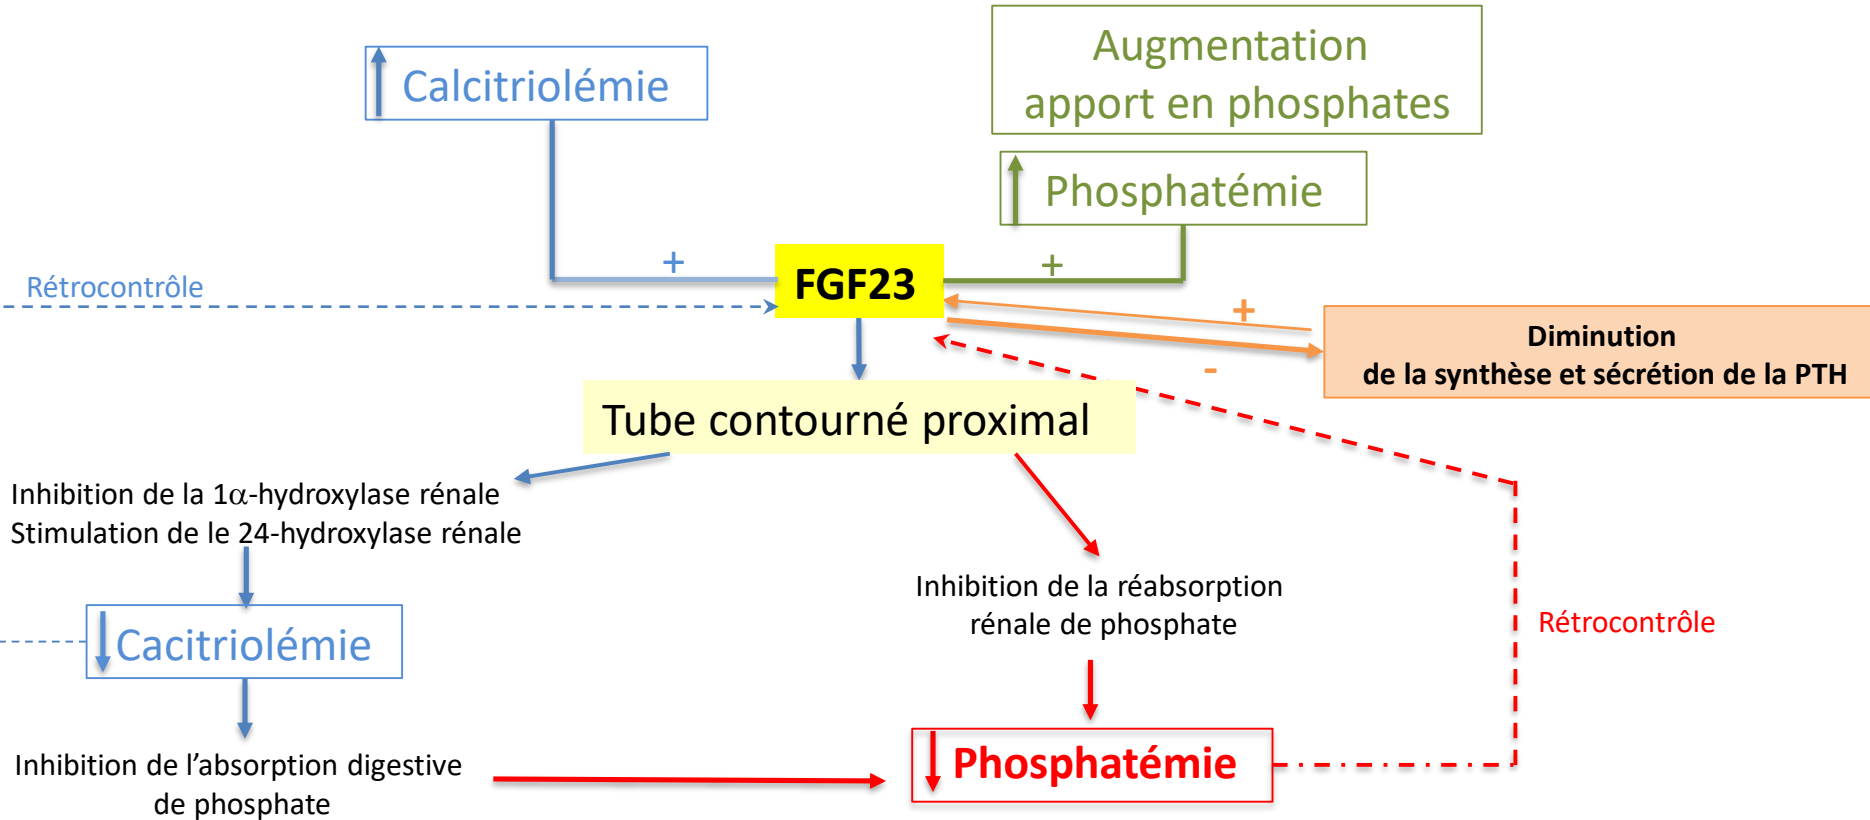 Augmentation
apport en phosphates
Calcitriolémie
Phosphatémie
+
+
FGF23
Rétrocontrôle
+
-
Diminution
de la synthèse et sécrétion de la PTH
Tube contourné proximal
Inhibition de la 1α-hydroxylase rénale
Stimulation de le 24-hydroxylase rénale
Inhibition de la réabsorption
rénale de phosphate
Rétrocontrôle
Cacitriolémie
Phosphatémie
Inhibition de l'absorption digestive
de phosphate